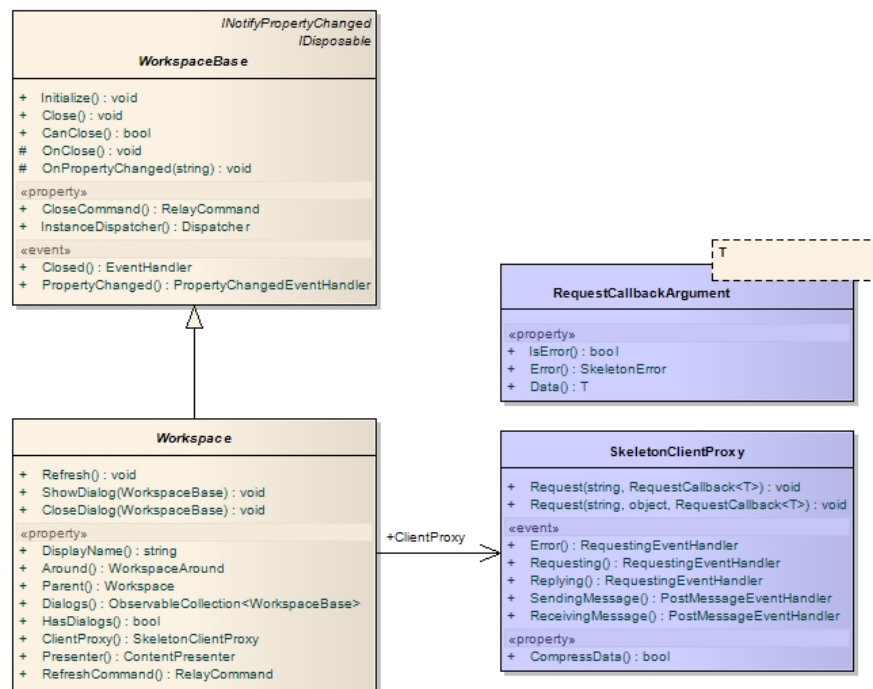 INotifyPropertyChanged
IDisposable
WorkspaceBase
+ Initialize() : void
+ Close() : void
+ CanClose() : bool
# OnClose() : void
# OnPropertyChanged(string) : void
«property»
+ CloseCommand() : RelayCommand
+ InstanceDispatcher() : Dispatcher
«event»
+ Closed() : EventHandler
+ PropertyChanged() : PropertyChangedEventHandler
T
RequestCallbackArgument
«property»
+ IsError() : bool
+ Error() : SkeletonError
+ Data() : T
Workspace
+ Refresh() : void
+ ShowDialog(WorkspaceBase) : void
+ CloseDialog(WorkspaceBase) : void
«property»
+ DisplayName() : string
+ Around() : WorkspaceAround
+ Parent() : Workspace
+ Dialogs() : ObservableCollection<WorkspaceBase>
+ HasDialogs() : bool
+ ClientProxy() : SkeletonClientProxy
+ Presenter() : ContentPresenter
+ RefreshCommand() : RelayCommand
+ClientProxy
SkeletonClientProxy
+ Request(string, RequestCallback<T>) : void
+ Request(string, object, RequestCallback<T>) : void
«event»
+ Error() : RequestingEventHandler
+ Requesting() : RequestingEventHandler
+ Replying() : RequestingEventHandler
+ SendingMessage() : PostMessageEventHandler
+ ReceivingMessage() : PostMessageEventHandler
«property»
+ CompressData() : bool